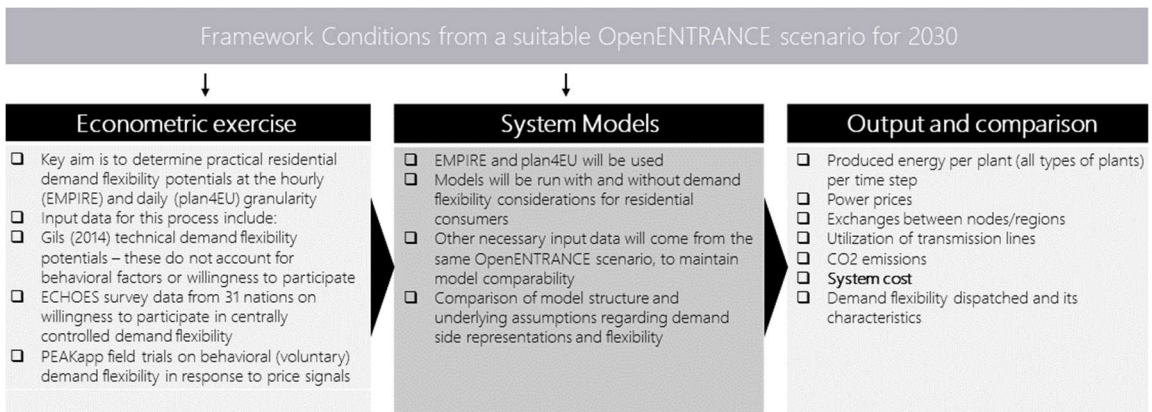 Framework Conditions from a suitable OpenENTRANCE scenario for 2030
Econometric exercise
Key aim is to determine practical residential
demand flexibility potentials at the hourly
(EMPIRE) and daily (plan4EU) granularity
Input data for this process include:
Gils (2014) technical demand flexibility
potentials – these do not account for
behavioral factors or willingness to participate
ECHOES survey data from 31 nations on
willingness to participate in centrally
controlled demand flexibility
PEAKapp field trials on behavioral (voluntary)
demand flexibility in response to price signals
System Models
EMPIRE and plan4EU will be used
Models will be run with and without demand
flexibility considerations for residential
consumers
Other necessary input data will come from the
same OpenENTRANCE scenario, to maintain
model comparability
Comparison of model structure and
underlying assumptions regarding demand
side representations and flexibility
Output and comparison
Produced energy per plant (all types of plants)
per time step
Power prices
Exchanges between nodes/regions
Utilization of transmission lines
CO2 emissions
System cost
Demand flexibility dispatched and its
characteristics